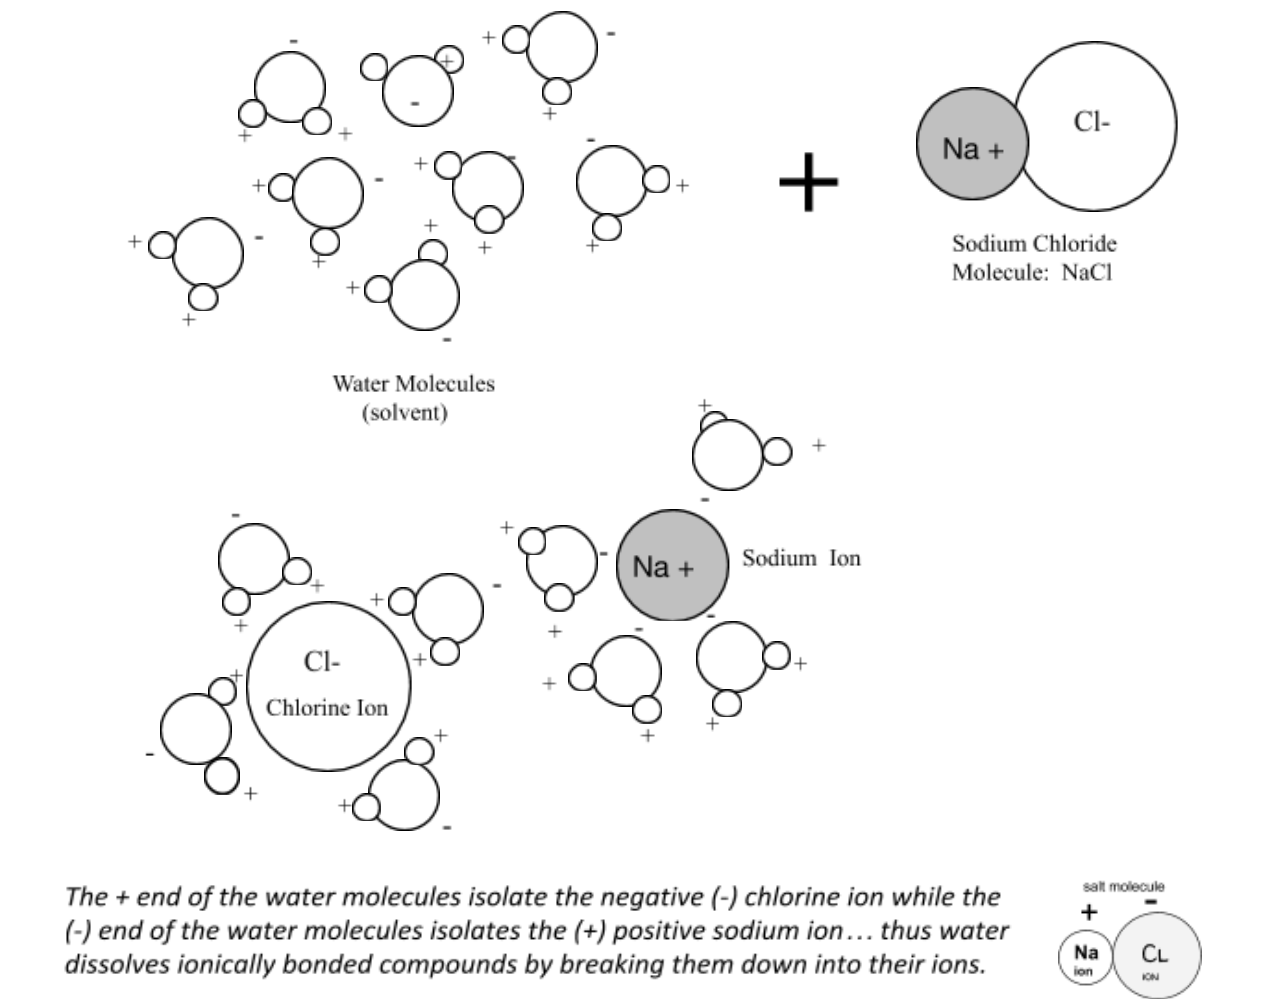 -
+
+
+
-
+
-
+
+
-
+
+
-
+
-
+
+
+
-
+
+
-
+
+
-
+
Na +
Cl-
Sodium Chloride
Molecule: NaCl
Water Molecules
(solvent)
+
+
-
-
+
+
+
-
+
Na +
Sodium Ion
-
+
+
-
+
+
-
+
+
-
+
Cl-
Chlorine Ion
+
-
+
+
+
-
The + end of the water molecules isolate the negative (-) chlorine ion while the
(-) end of the water molecules isolates the (+) positive sodium ion... thus water
dissolves ionically bonded compounds by breaking them down into their ions.
salt molecule
+ -
Na
ion
CL
ION